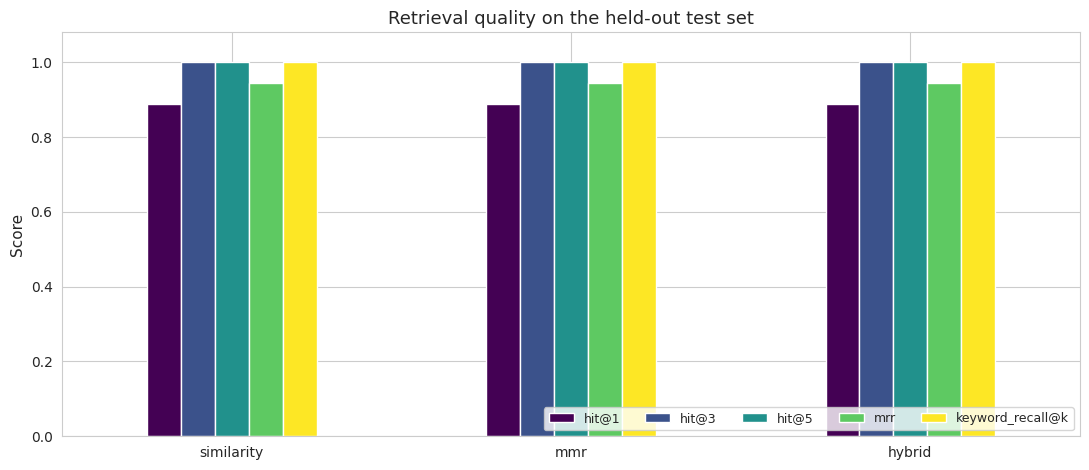 Retrieval quality on the held-out test set
Score
1.0
0.8
0.6
0.4
0.2
0.0
hit@1 hit@3 hit@5 mrr keyword_recall@k
similarity mmr hybrid